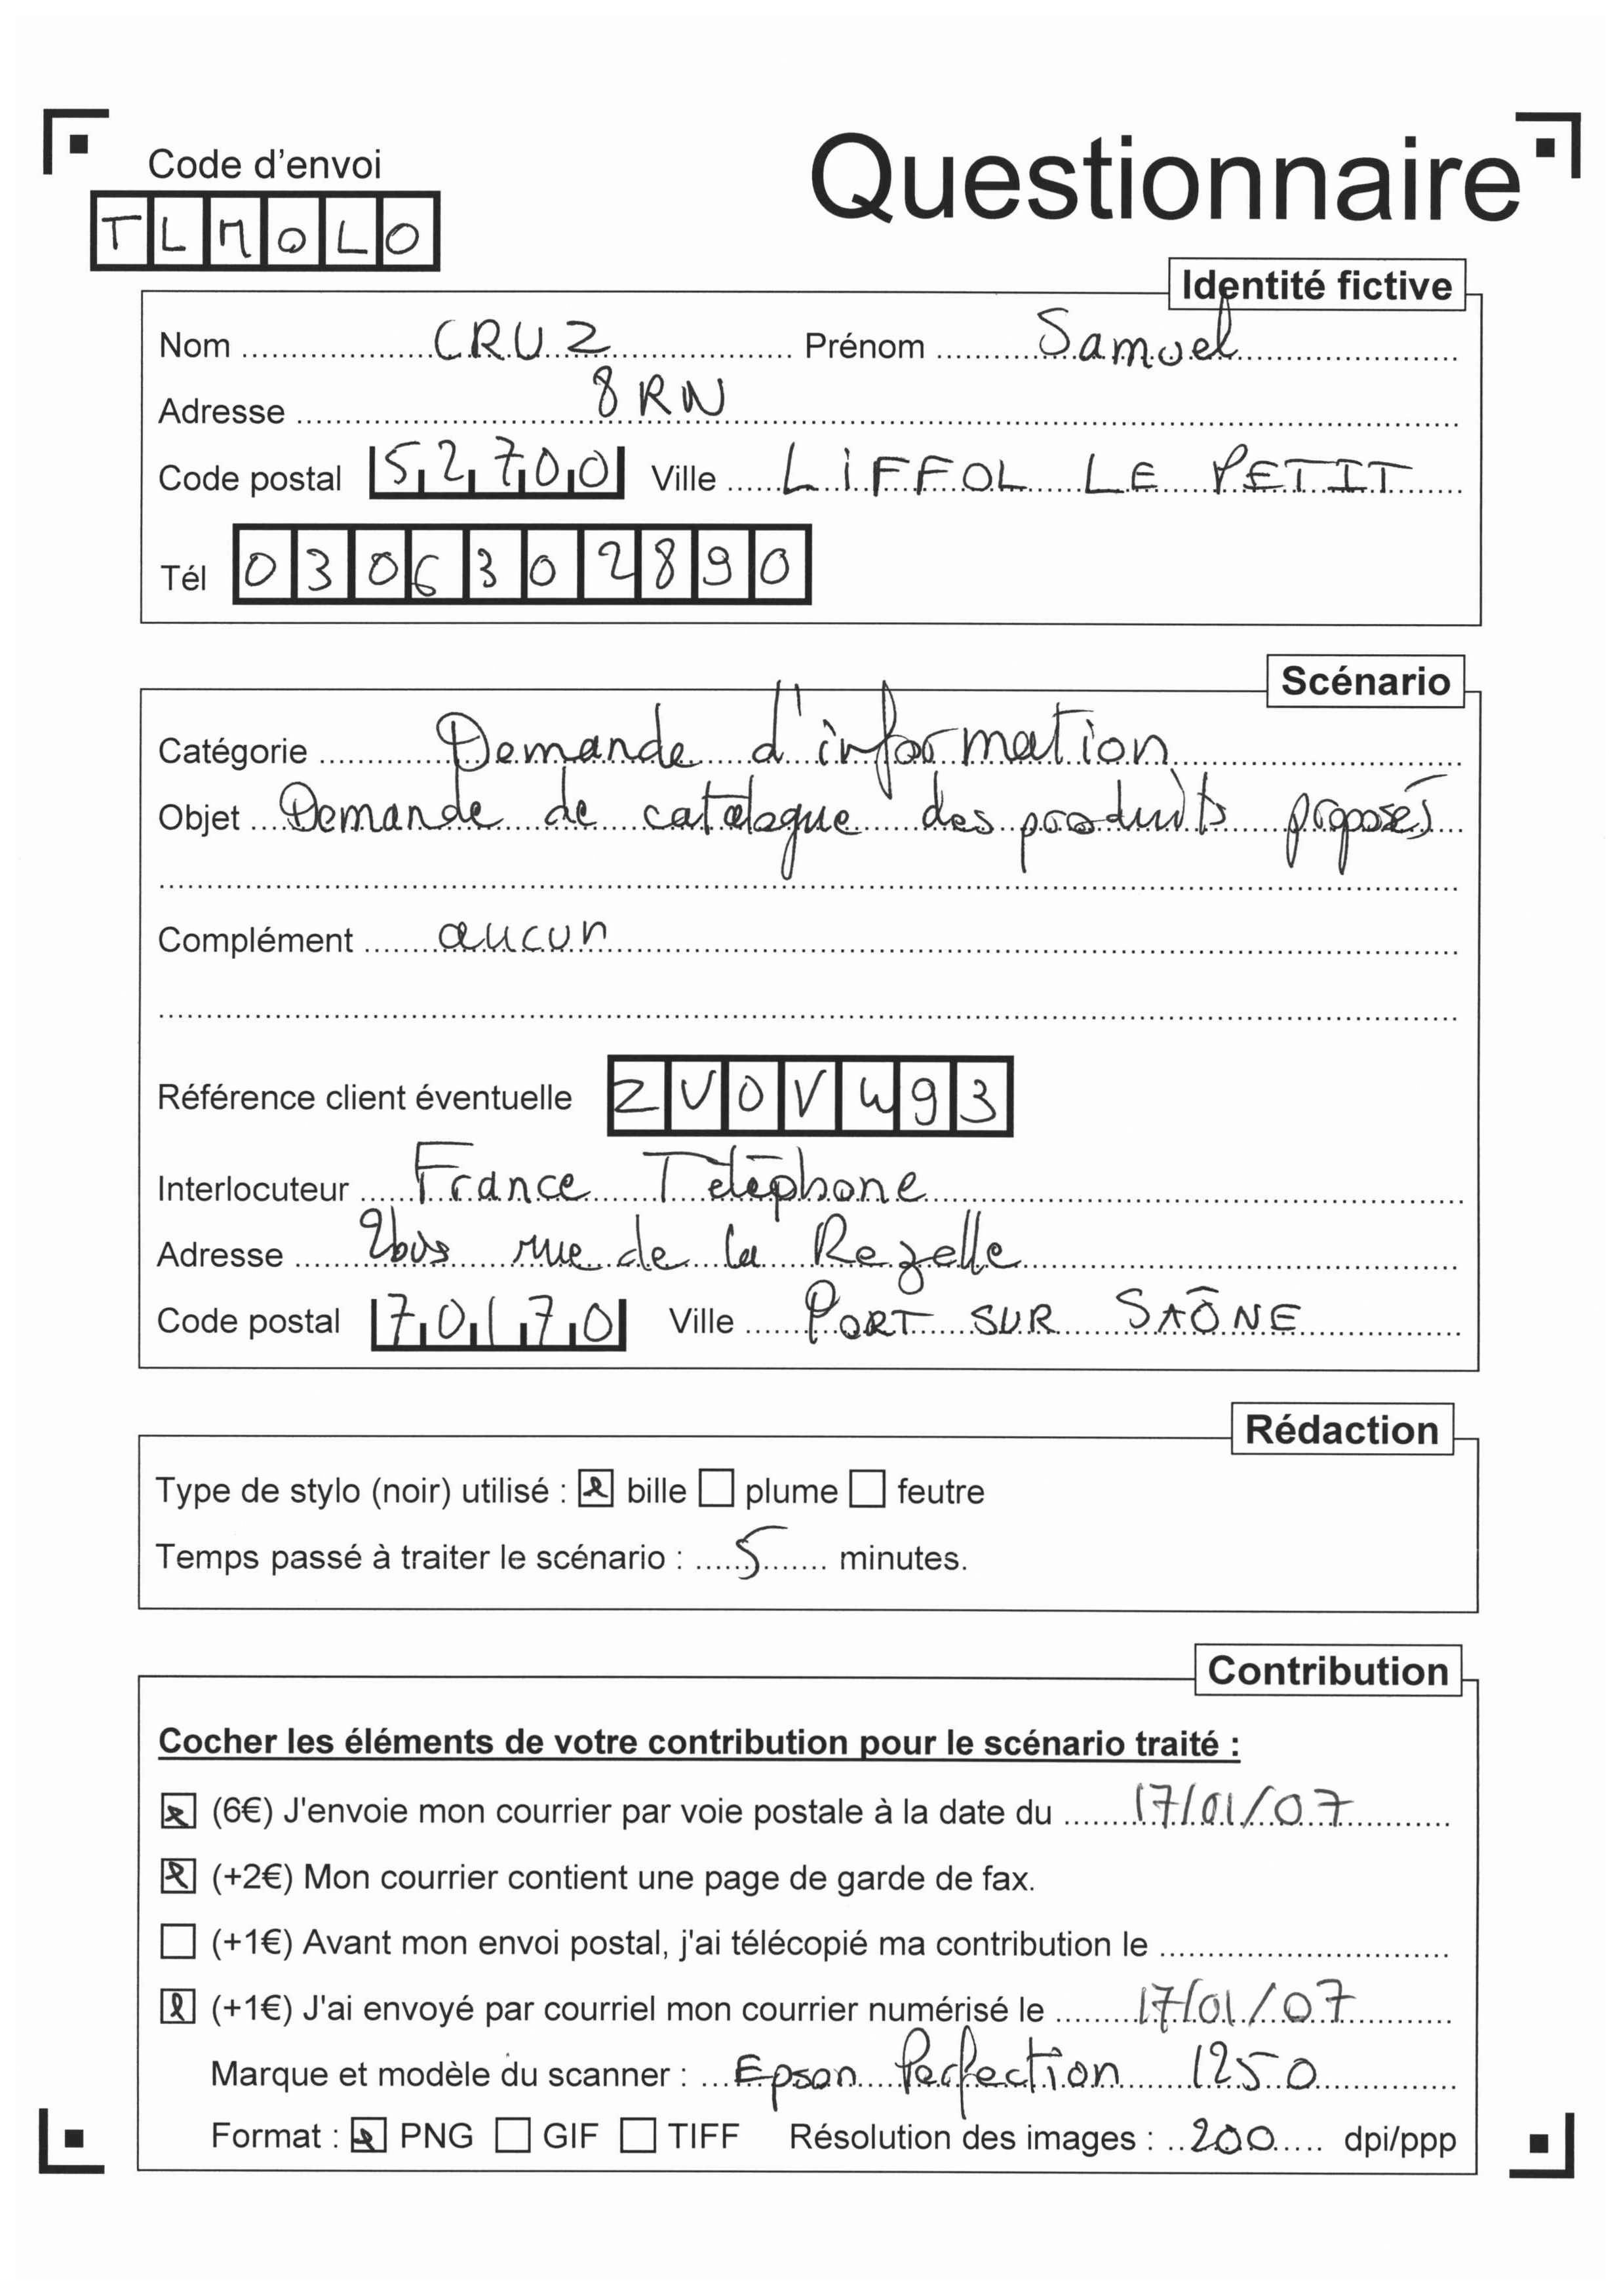 Code d'envoi
Questionnaire
TLMOLO
Identité fictive
Nom CRUZ Prénom Samuel
Adresse 8 RN
Code postal 52700 Ville LIFFOL LE PETIT
Tél 0306302890
Scénario
Catégorie Demande d'information
Objet Demande de catalogue des produits proposés
Complément aucun
Référence client éventuelle ZUOVW93
Interlocuteur France Téléphone
Adresse 2bis rue de la Rezelle
Code postal 70170 Ville PORT SUR SAÔNE
Rédaction
Type de stylo (noir) utilisé : bille plume feutre
Temps passé à traiter le scénario : 5 minutes.
Contribution
Cocher les éléments de votre contribution pour le scénario traité :
(6€) J'envoie mon courrier par voie postale à la date du 17/01/07
(+2€) Mon courrier contient une page de garde de fax.
(+1€) Avant mon envoi postal, j'ai télécopié ma contribution le
(+1€) J'ai envoyé par courriel mon courrier numérisé le 17/01/07
Marque et modèle du scanner : Epson Perfection 1250
Format : PNG GIF TIFF Résolution des images : 200 dpi/ppp